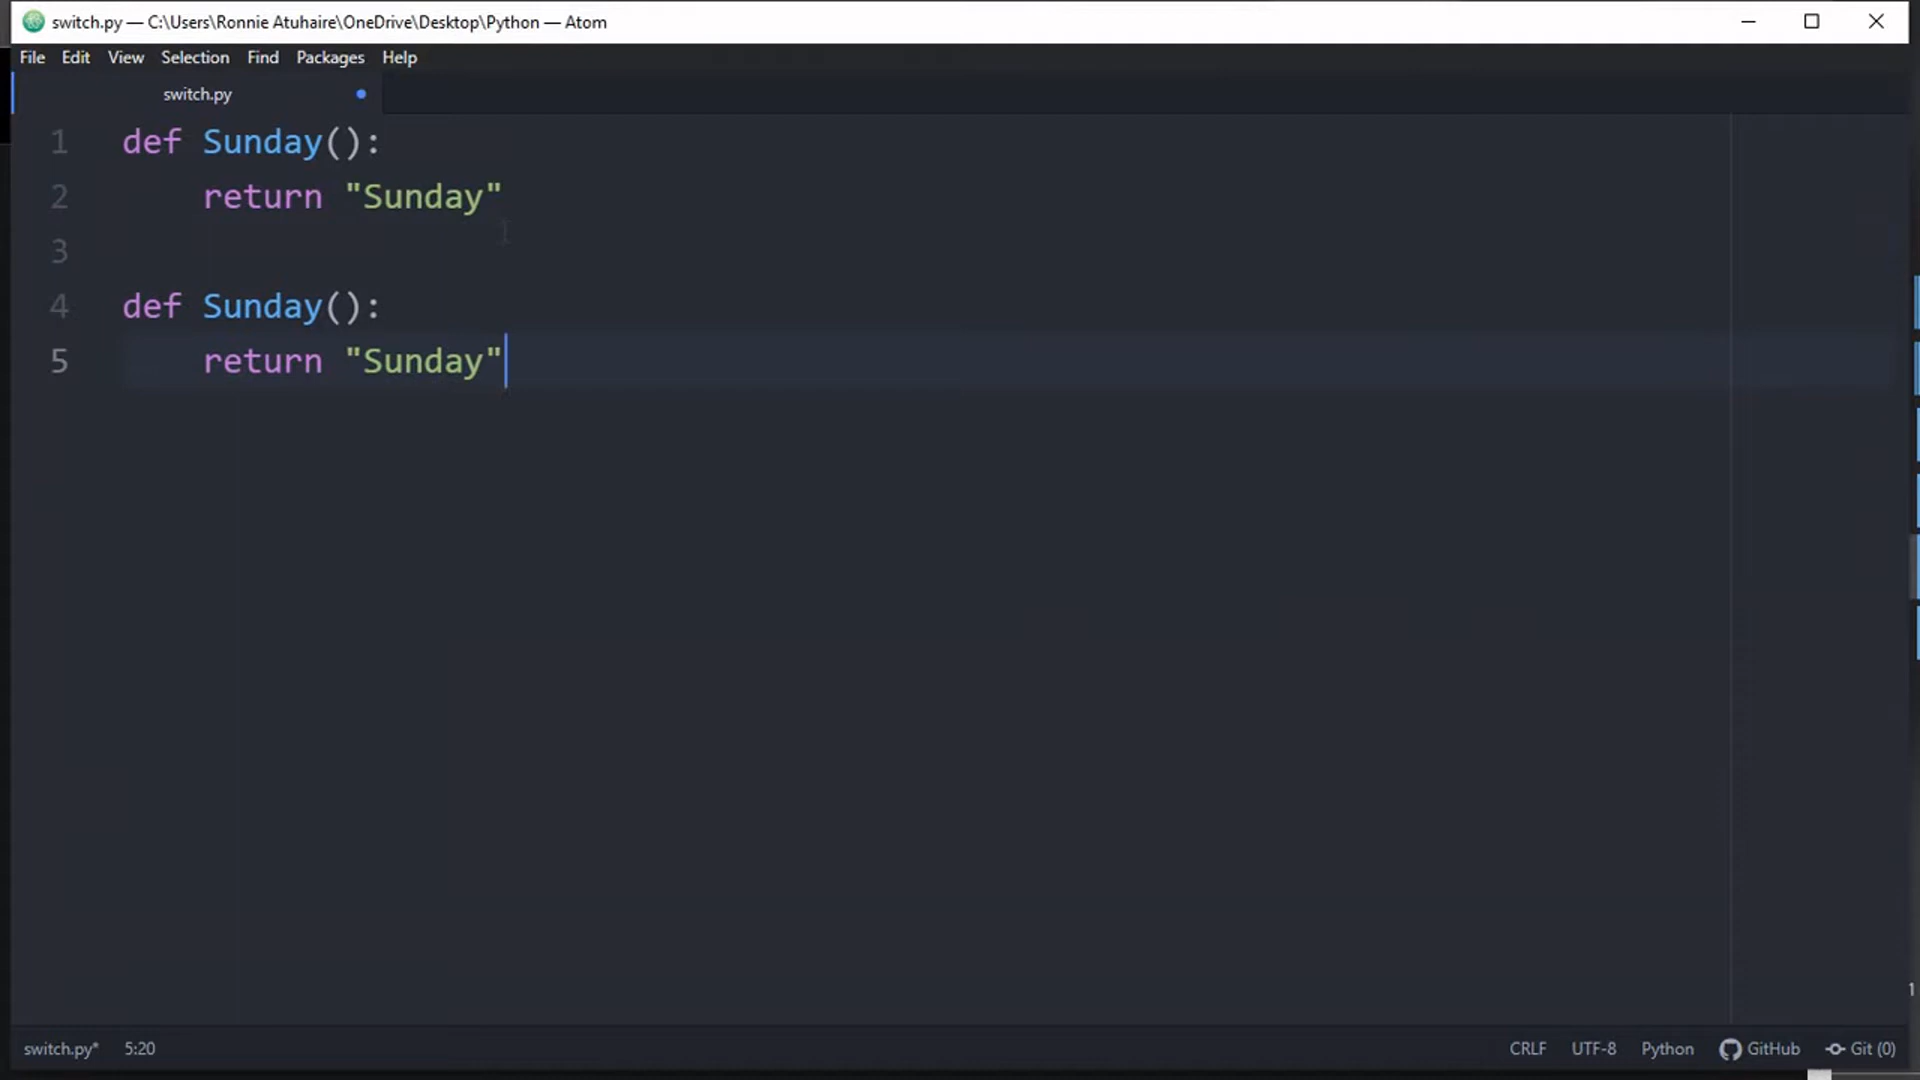 switch.py — C:\Users\Ronnie Atuhaire\OneDrive\Desktop\Python — Atom
File Edit View Selection Find Packages Help
switch.py
1 def Sunday():
2     return "Sunday"
3
4 def Sunday():
5     return "Sunday"
1
switch.py* 5:20 CRLF UTF-8 Python GitHub Git (0)